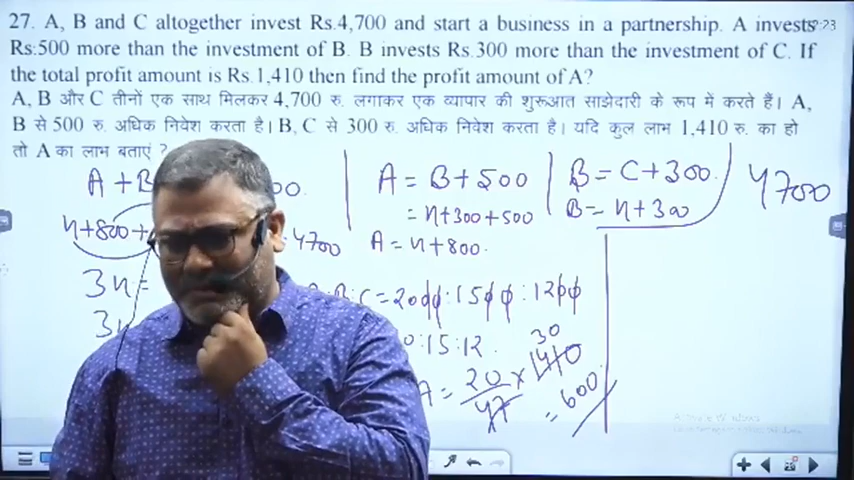 27. A, B and C altogether invest Rs.4,700 and start a business in a partnership. A invests :23
Rs.500 more than the investment of B. B invests Rs.300 more than the investment of C. If
the total profit amount is Rs.1,410 then find the profit amount of A?
A, B और C तीनों एक साथ मिलकर 4,700 रु. लगाकर एक व्यापार की शुरूआत साझेदारी के रूप में करते हैं। A,
B से 500 रु. अधिक निवेश करता है। B, C से 300 रु. अधिक निवेश करता है। यदि कुल लाभ 1,410 रु. का हो
तो A का लाभ बताएं ?
A + B 00. A = B + 500 B = C + 300. 4700
= n + 300 + 500 B = n + 300
n + 800 + 4700 A = n + 800.
3n = B : C = 2000 : 1500 : 1200
3n : 15 : 12
A = 20/47 × 1410 30
= 600